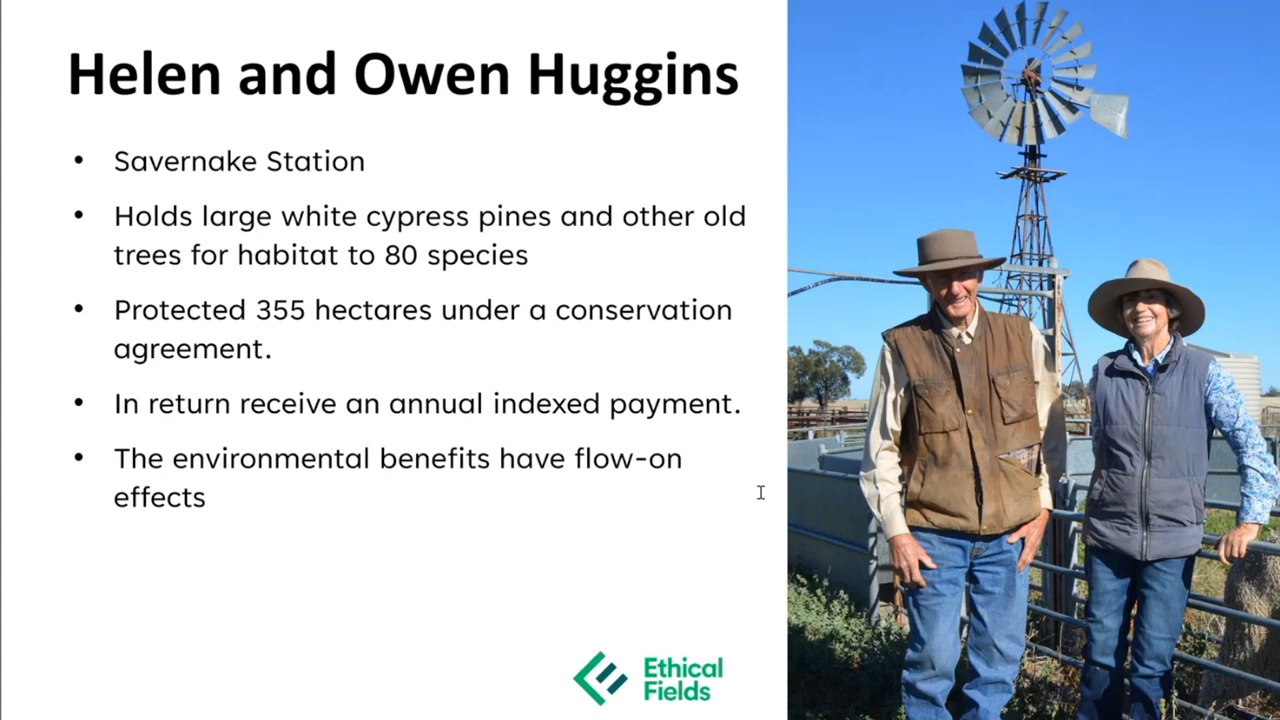 Helen and Owen Huggins
• Savernake Station
• Holds large white cypress pines and other old
trees for habitat to 80 species
• Protected 355 hectares under a conservation
agreement.
• In return receive an annual indexed payment.
• The environmental benefits have flow-on
effects
Ethical
Fields